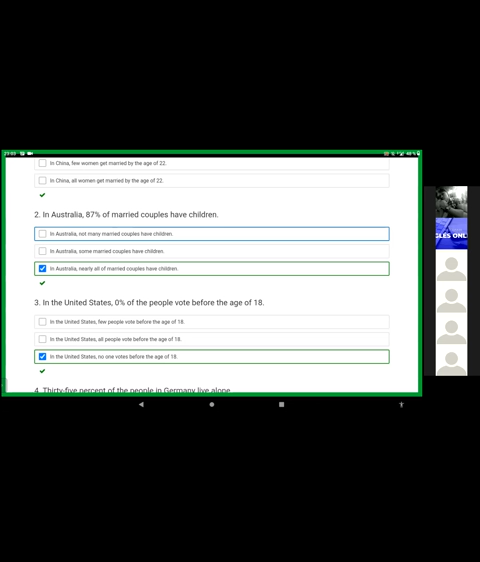 In China, few women get married by the age of 22.
In China, all women get married by the age of 22.
2. In Australia, 87% of married couples have children.
In Australia, not many married couples have children.
In Australia, some married couples have children.
In Australia, nearly all of married couples have children.
3. In the United States, 0% of the people vote before the age of 18.
In the United States, few people vote before the age of 18.
In the United States, all people vote before the age of 18.
In the United States, no one votes before the age of 18.
4. Thirty-five percent of the people in Germany live alone